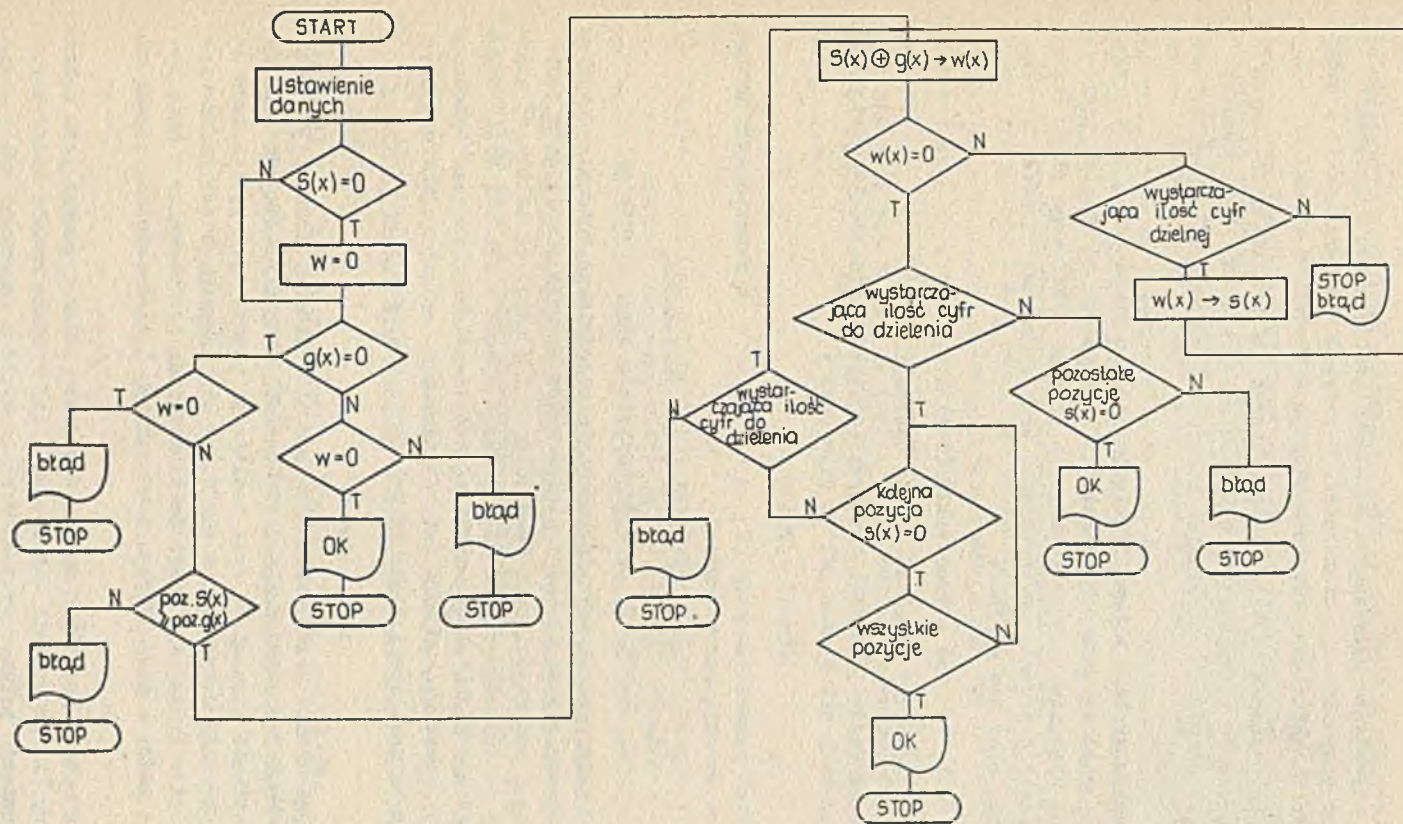 START
Ustawienie
danych
N
S(x)=0
T
w=0
T
g(x)=0
N
T
w=0
N
błąd
STOP
w=0
N
T
OK
STOP
błąd
STOP
N
poz.S(x)
≥poz.g(x)
T
błąd
STOP
S(x) ⊕ g(x) → w(x)
w(x)=0
N
T
wystarcza-
jąca ilość cyfr
dzielnej
N
T
STOP
błąd
w(x) → s(x)
wystarcza-
jąca ilość cyfr
do dzielenia
N
T
pozostałe
pozycje
s(x)=0
N
T
OK
STOP
błąd
STOP
T
wystar-
czająca ilość
cyfr do
dzielenia
N
błąd
STOP.
kolejna
pozycja
s(x)=0
N
T
wszystkie
pozycje
N
T
OK
STOP